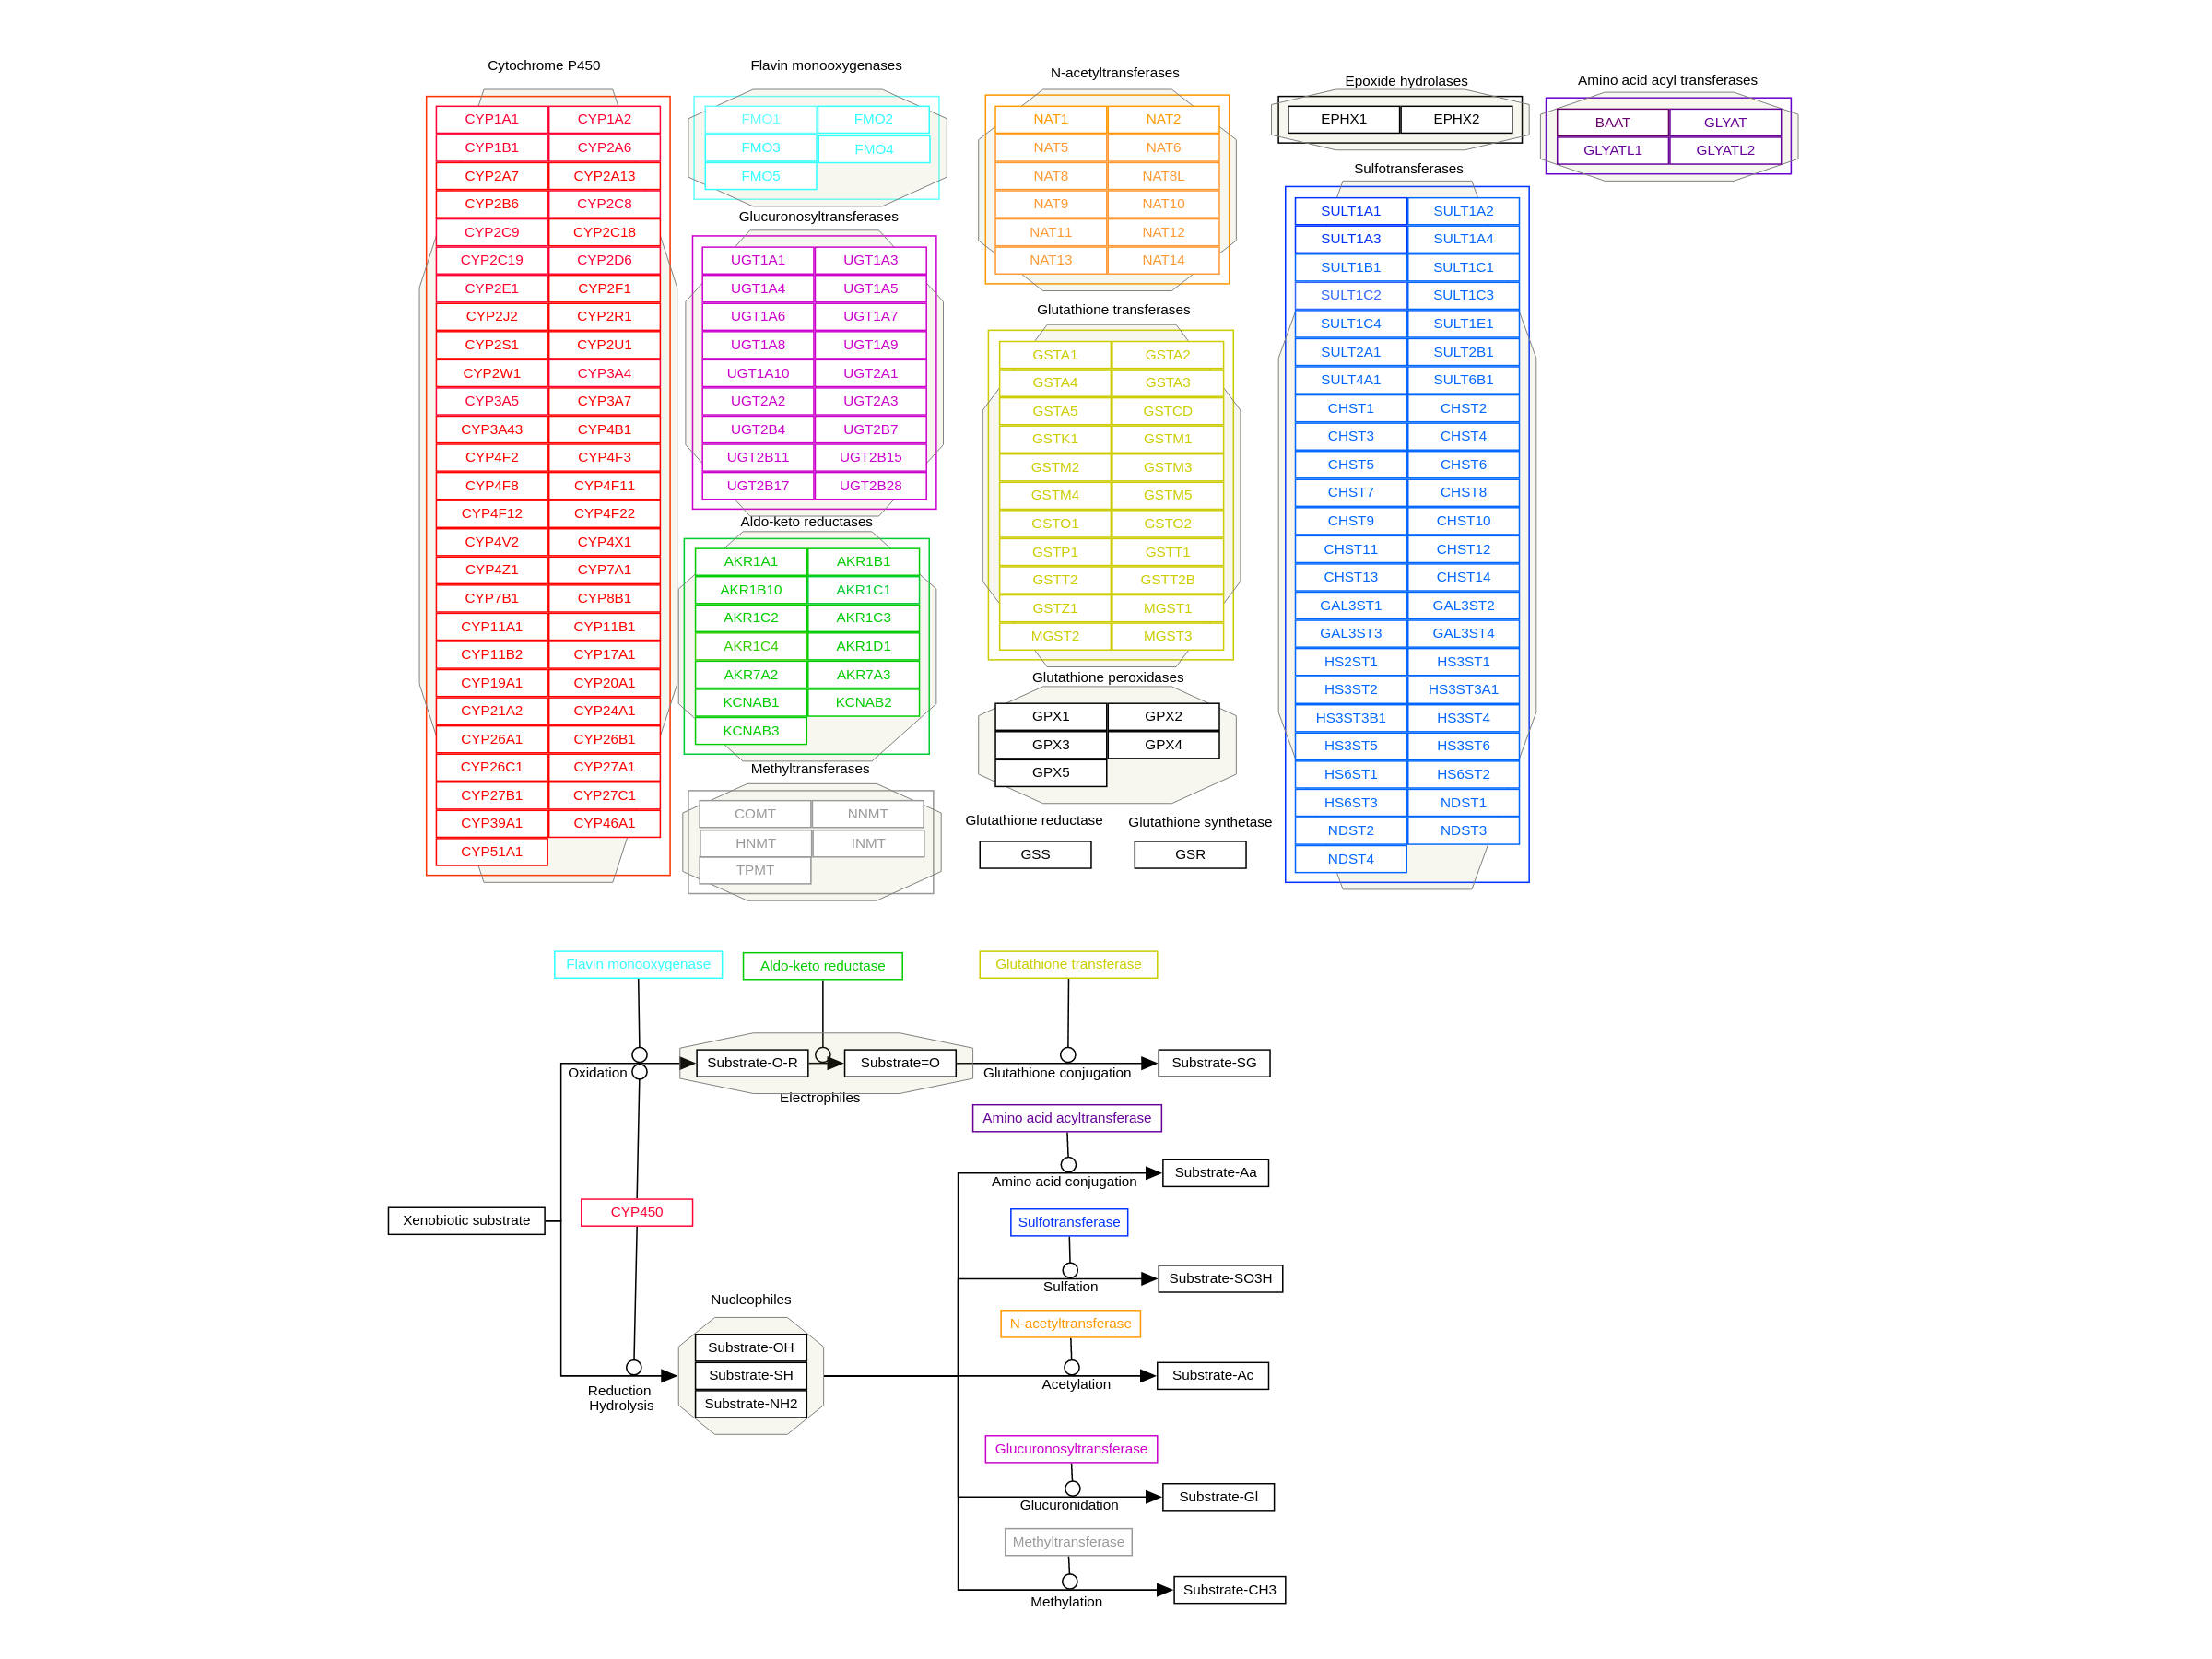 Cytochrome P450
CYP1A1 CYP1A2
CYP1B1 CYP2A6
CYP2A7 CYP2A13
CYP2B6 CYP2C8
CYP2C9 CYP2C18
CYP2C19 CYP2D6
CYP2E1 CYP2F1
CYP2J2 CYP2R1
CYP2S1 CYP2U1
CYP2W1 CYP3A4
CYP3A5 CYP3A7
CYP3A43 CYP4B1
CYP4F2 CYP4F3
CYP4F8 CYP4F11
CYP4F12 CYP4F22
CYP4V2 CYP4X1
CYP4Z1 CYP7A1
CYP7B1 CYP8B1
CYP11A1 CYP11B1
CYP11B2 CYP17A1
CYP19A1 CYP20A1
CYP21A2 CYP24A1
CYP26A1 CYP26B1
CYP26C1 CYP27A1
CYP27B1 CYP27C1
CYP39A1 CYP46A1
CYP51A1
Flavin monooxygenases
FMO1 FMO2
FMO3 FMO4
FMO5
Glucuronosyltransferases
UGT1A1 UGT1A3
UGT1A4 UGT1A5
UGT1A6 UGT1A7
UGT1A8 UGT1A9
UGT1A10 UGT2A1
UGT2A2 UGT2A3
UGT2B4 UGT2B7
UGT2B11 UGT2B15
UGT2B17 UGT2B28
Aldo-keto reductases
AKR1A1 AKR1B1
AKR1B10 AKR1C1
AKR1C2 AKR1C3
AKR1C4 AKR1D1
AKR7A2 AKR7A3
KCNAB1 KCNAB2
KCNAB3
Methyltransferases
COMT NNMT
HNMT INMT
TPMT
N-acetyltransferases
NAT1 NAT2
NAT5 NAT6
NAT8 NAT8L
NAT9 NAT10
NAT11 NAT12
NAT13 NAT14
Glutathione transferases
GSTA1 GSTA2
GSTA4 GSTA3
GSTA5 GSTCD
GSTK1 GSTM1
GSTM2 GSTM3
GSTM4 GSTM5
GSTO1 GSTO2
GSTP1 GSTT1
GSTT2 GSTT2B
GSTZ1 MGST1
MGST2 MGST3
Glutathione peroxidases
GPX1 GPX2
GPX3 GPX4
GPX5
Glutathione reductase Glutathione synthetase
GSS GSR
Epoxide hydrolases
EPHX1 EPHX2
Sulfotransferases
SULT1A1 SULT1A2
SULT1A3 SULT1A4
SULT1B1 SULT1C1
SULT1C2 SULT1C3
SULT1C4 SULT1E1
SULT2A1 SULT2B1
SULT4A1 SULT6B1
CHST1 CHST2
CHST3 CHST4
CHST5 CHST6
CHST7 CHST8
CHST9 CHST10
CHST11 CHST12
CHST13 CHST14
GAL3ST1 GAL3ST2
GAL3ST3 GAL3ST4
HS2ST1 HS3ST1
HS3ST2 HS3ST3A1
HS3ST3B1 HS3ST4
HS3ST5 HS3ST6
HS6ST1 HS6ST2
HS6ST3 NDST1
NDST2 NDST3
NDST4
Amino acid acyl transferases
BAAT GLYAT
GLYATL1 GLYATL2
Flavin monooxygenase Aldo-keto reductase Glutathione transferase
Substrate-O-R Substrate=O Substrate-SG
Oxidation Glutathione conjugation
Electrophiles
Amino acid acyltransferase
Substrate-Aa
Amino acid conjugation
CYP450
Xenobiotic substrate
Sulfotransferase
Substrate-SO3H
Sulfation
Nucleophiles
N-acetyltransferase
Substrate-OH
Substrate-SH
Substrate-NH2
Substrate-Ac
Acetylation
Reduction
Hydrolysis
Glucuronosyltransferase
Substrate-Gl
Glucuronidation
Methyltransferase
Substrate-CH3
Methylation